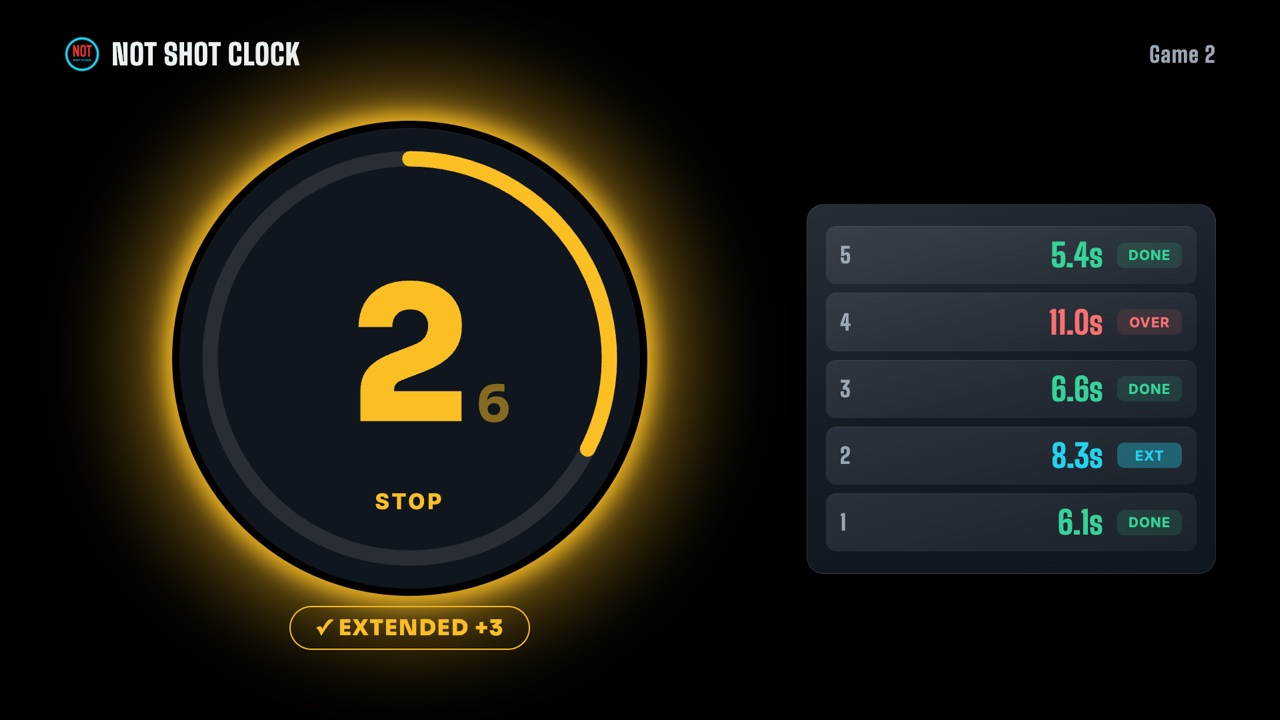 NOT
NOT SHOT CLOCK
Game 2
2
6
STOP
✓ EXTENDED +3
5 5.4s DONE
4 11.0s OVER
3 6.6s DONE
2 8.3s EXT
1 6.1s DONE